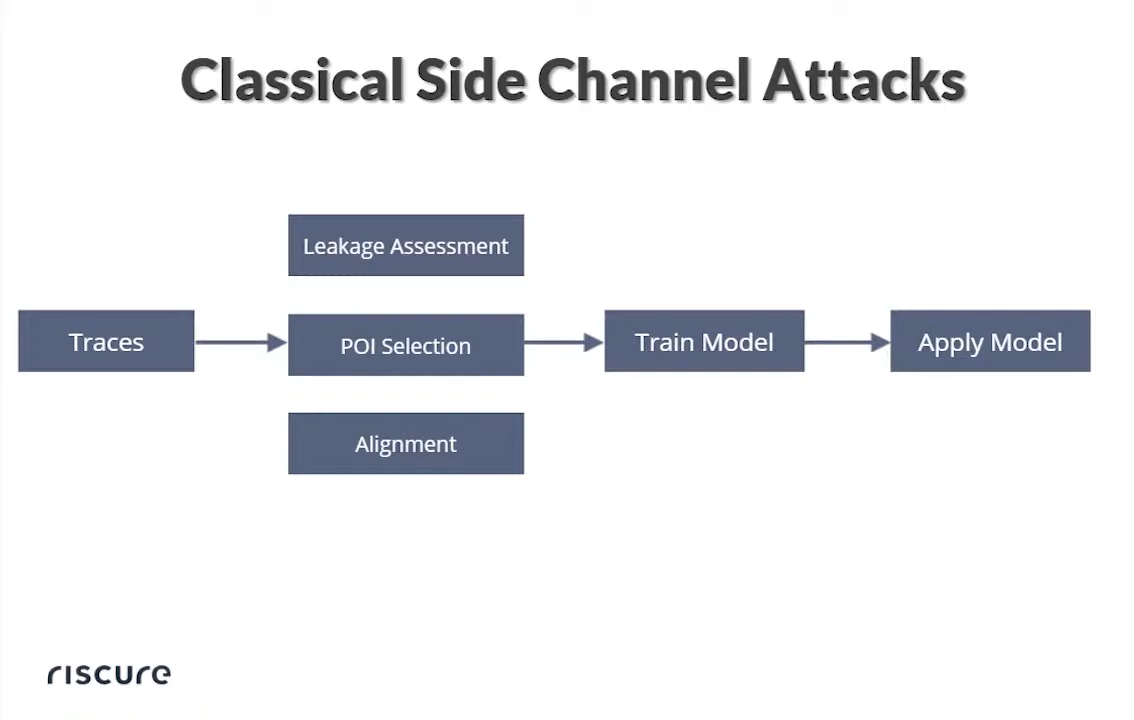 Classical Side Channel Attacks
Leakage Assessment
Traces
POI Selection
Train Model
Apply Model
Alignment
riscure